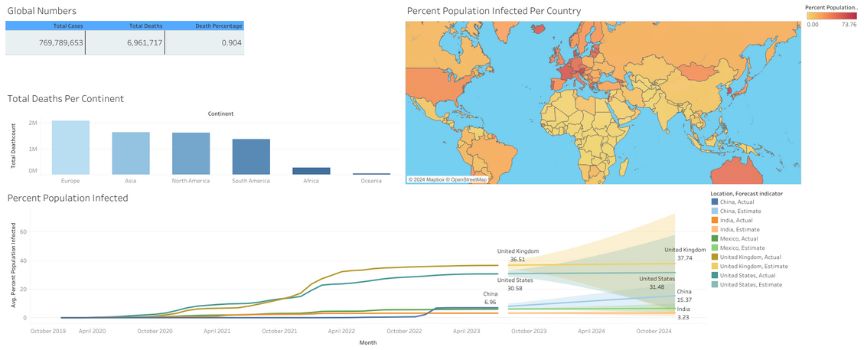 Global Numbers
Total Cases Total Deaths Death Percentage
769,789,653 6,961,717 0.904
Percent Population Infected Per Country
© 2024 Mapbox © OpenStreetMap
Percent Population..
0.00 73.76
Total Deaths Per Continent
Continent
Total Deathcount
2M
1M
0M
Europe Asia North America South America Africa Oceania
Percent Population Infected
Avg. Percent Population Infected
60
40
20
0
United Kingdom
36.51
United States
30.58
China
6.96
United Kingdom
37.74
United States
31.48
China
15.37
India
3.23
October 2019 April 2020 October 2020 April 2021 October 2021 April 2022 October 2022 April 2023 October 2023 April 2024 October 2024
Month
Location, Forecast indicator
China, Actual
China, Estimate
India, Actual
India, Estimate
Mexico, Actual
Mexico, Estimate
United Kingdom, Actual
United Kingdom, Estimate
United States, Actual
United States, Estimate